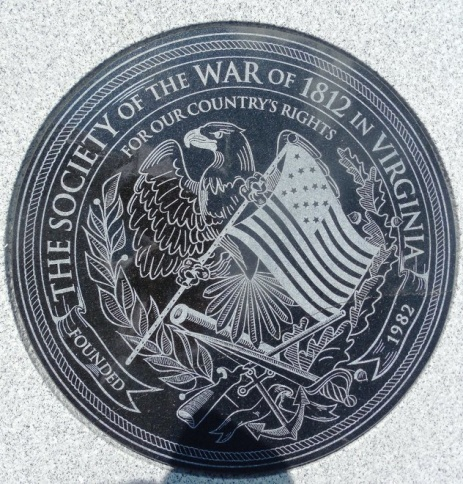 THE SOCIETY OF THE WAR OF 1812 IN VIRGINIA
FOR OUR COUNTRY'S RIGHTS
FOUNDED
1982